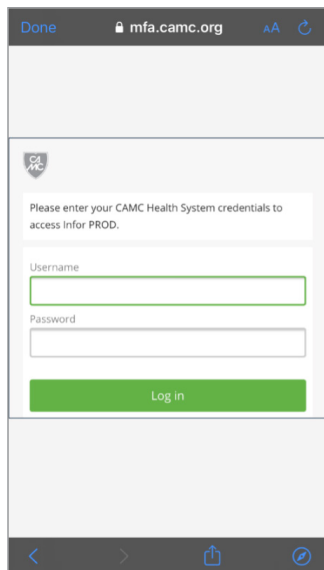 Done mfa.camc.org AA
CA
MC
Please enter your CAMC Health System credentials to
access Infor PROD.
Username
Password
Log in